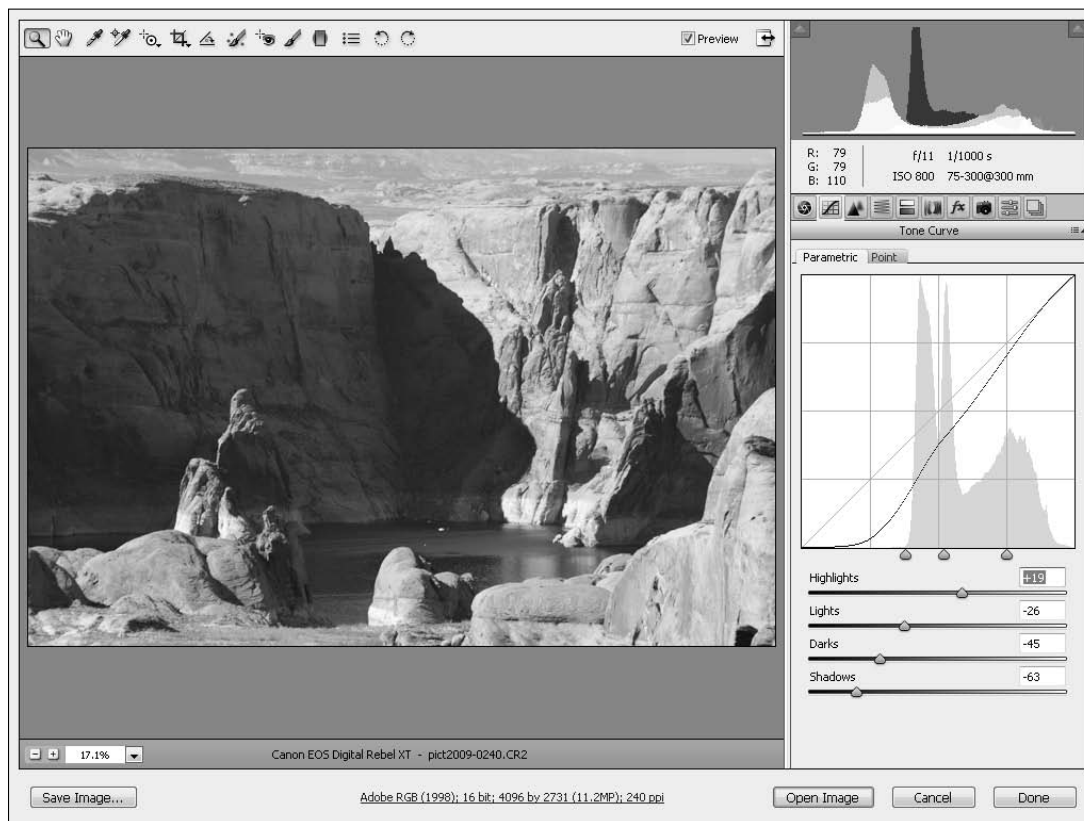 Preview
R: 79
G: 79
B: 110
f/11 1/1000 s
ISO 800 75-300@300 mm
fx
Tone Curve
Parametric
Point
Highlights
+19
Lights
-26
Darks
-45
Shadows
-63
17.1%
Canon EOS Digital Rebel XT - pict2009-0240.CR2
Save Image...
Adobe RGB (1998); 16 bit; 4096 by 2731 (11.2MP); 240 ppi
Open Image
Cancel
Done